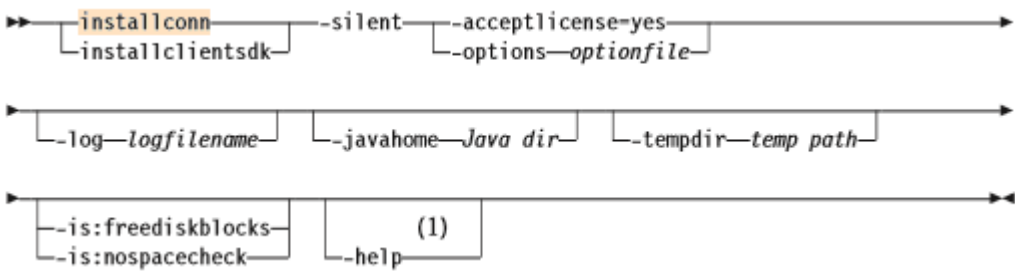 installconn -silent -acceptlicense=yes
installclientsdk -options optionfile
-log logfilename -javahome Java dir -tempdir temp path
-is:freediskblocks (1)
-is:nospacecheck -help